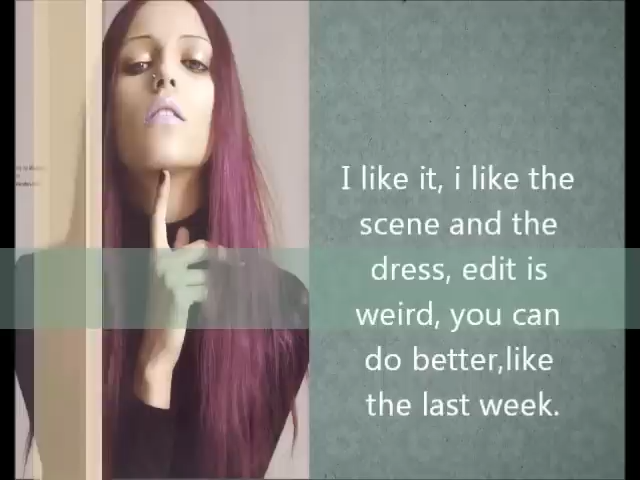 I like it, i like the
scene and the
dress, edit is
weird, you can
do better,like
the last week.